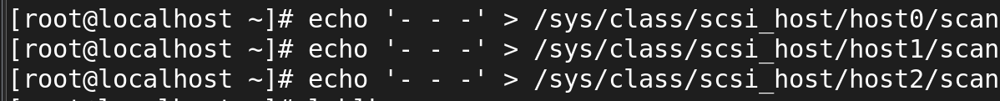 [root@localhost ~]# echo '- - -' > /sys/class/scsi_host/host0/scan
[root@localhost ~]# echo '- - -' > /sys/class/scsi_host/host1/scan
[root@localhost ~]# echo '- - -' > /sys/class/scsi_host/host2/scan